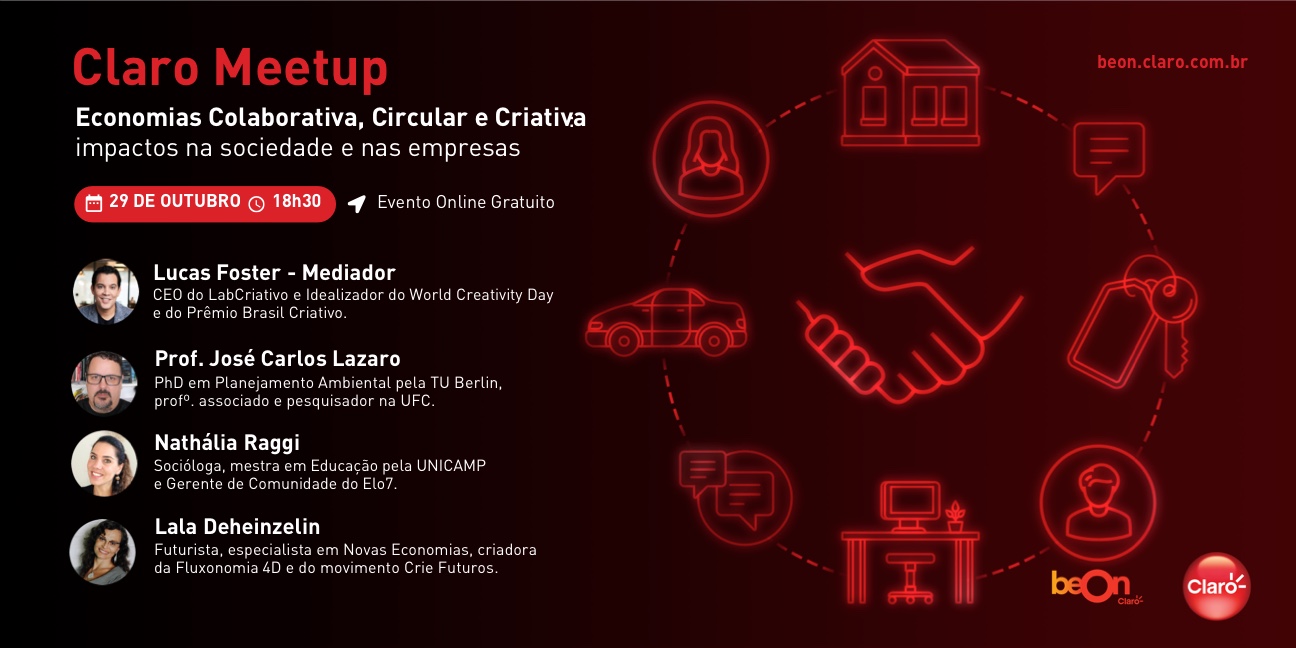 Claro Meetup
beon.claro.com.br
Economias Colaborativa, Circular e Criativa
impactos na sociedade e nas empresas
29 DE OUTUBRO 18h30 Evento Online Gratuito
Lucas Foster - Mediador
CEO do LabCriativo e Idealizador do World Creativity Day
e do Prêmio Brasil Criativo.
Prof. José Carlos Lazaro
PhD em Planejamento Ambiental pela TU Berlin,
profº. associado e pesquisador na UFC.
Nathália Raggi
Socióloga, mestra em Educação pela UNICAMP
e Gerente de Comunidade do Elo7.
Lala Deheinzelin
Futurista, especialista em Novas Economias, criadora
da Fluxonomia 4D e do movimento Crie Futuros.
beOn
Claro
Claro